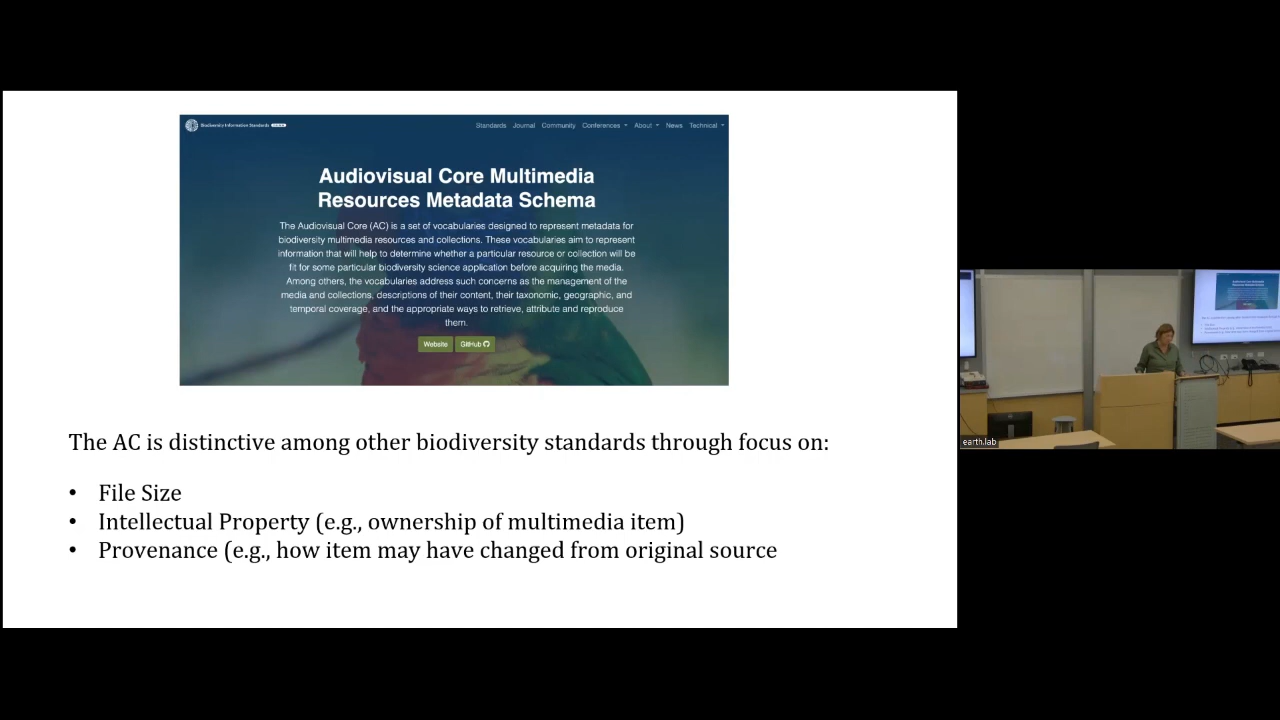 Biodiversity Information Standards
Standards Journal Community Conferences About News Technical
Audiovisual Core Multimedia
Resources Metadata Schema
The Audiovisual Core (AC) is a set of vocabularies designed to represent metadata for
biodiversity multimedia resources and collections. These vocabularies aim to represent
information that will help to determine whether a particular resource or collection will be
fit for some particular biodiversity science application before acquiring the media.
Among others, the vocabularies address such concerns as the management of the
media and collections, descriptions of their content, their taxonomic, geographic, and
temporal coverage, and the appropriate ways to retrieve, attribute and reproduce
them.
Website GitHub
The AC is distinctive among other biodiversity standards through focus on:
• File Size
• Intellectual Property (e.g., ownership of multimedia item)
• Provenance (e.g., how item may have changed from original source
earth.lab